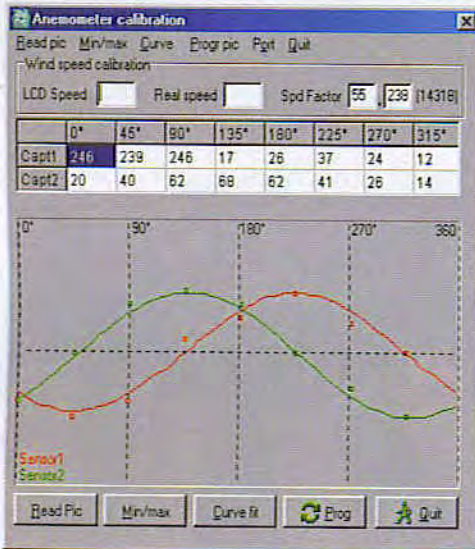 Anemometer calibration
Read pic Min/max Curve Progr pic Port Quit
Wind speed calibration
LCD Speed Real speed Spd Factor 55 , 238 (14318)
0° 45° 90° 135° 180° 225° 270° 315°
Capt1 246 239 246 17 26 37 24 12
Capt2 20 40 62 68 62 41 26 14
0° 90° 180° 270° 360
Sensor1
Sensor2
Read Pic Min/max Curve fit Prog Quit